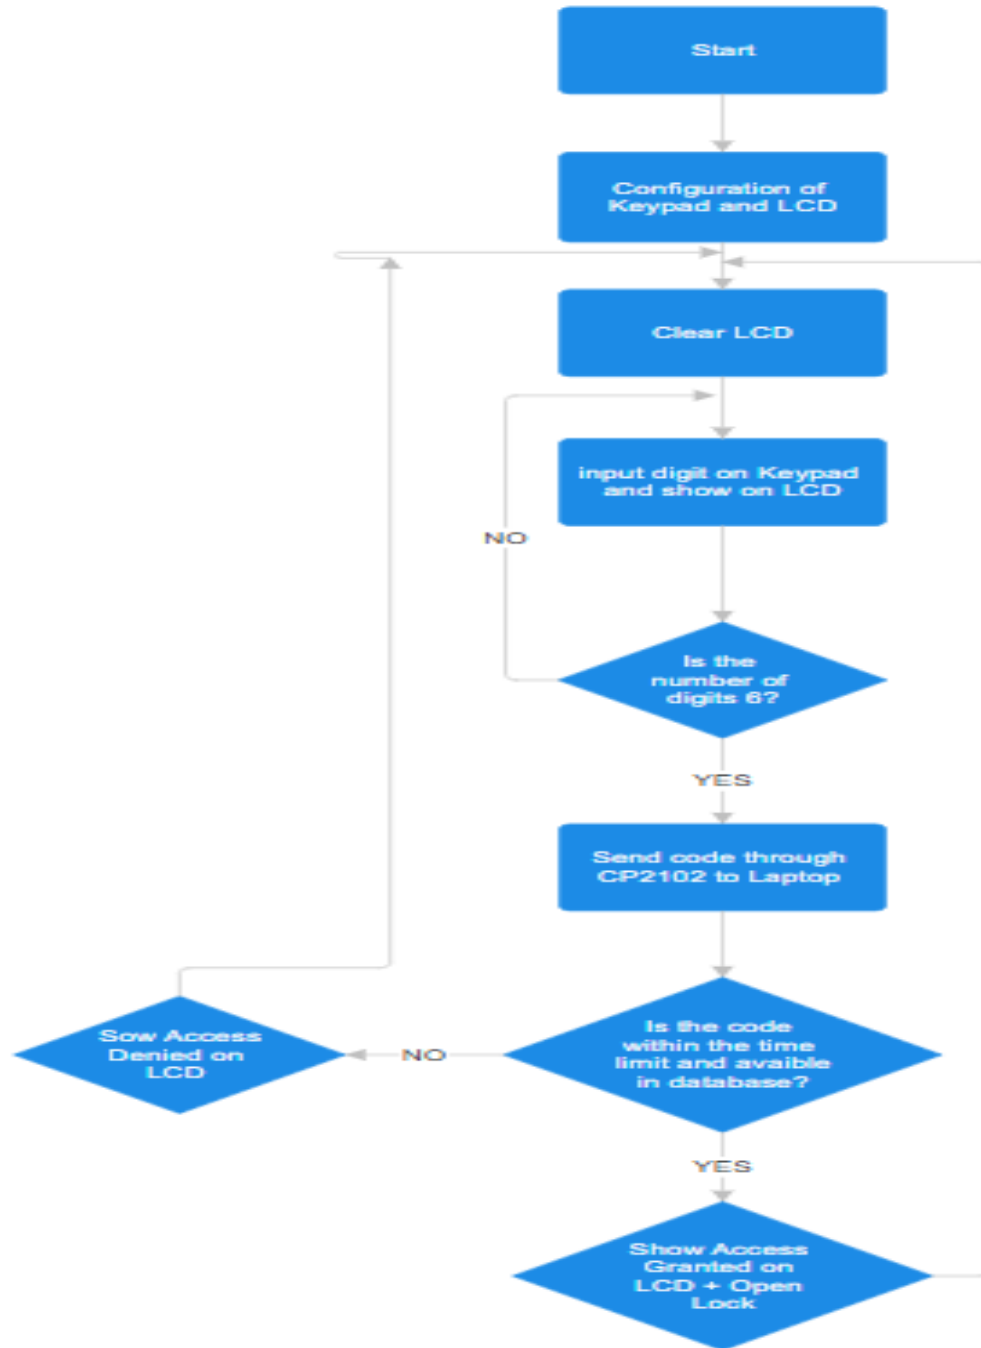 Start
Configuration of
Keypad and LCD
Clear LCD
input digit on Keypad
and show on LCD
NO
Is the
number of
digits 6?
YES
Send code through
CP2102 to Laptop
Is the code
within the time
limit and avaible
in database?
NO
Sow Access
Denied on
LCD
YES
Show Access
Granted on
LCD + Open
Lock